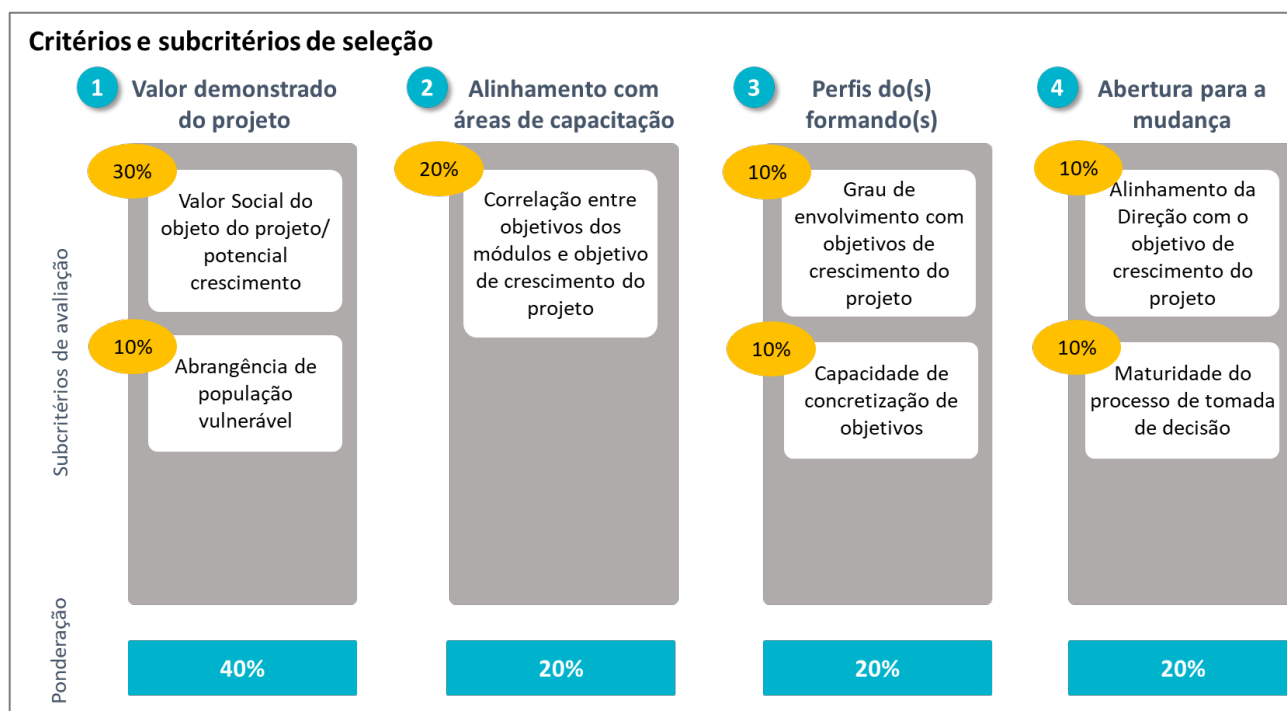 Critérios e subcritérios de seleção
1
Valor demonstrado
do projeto
2
Alinhamento com
áreas de capacitação
3
Perfis do(s)
formando(s)
4
Abertura para a
mudança
Subcritérios de avaliação
30%
Valor Social do
objeto do projeto/
potencial
crescimento
10%
Abrangência de
população
vulnerável
20%
Correlação entre
objetivos dos
módulos e objetivo
de crescimento do
projeto
10%
Grau de
envolvimento com
objetivos de
crescimento do
projeto
10%
Capacidade de
concretização de
objetivos
10%
Alinhamento da
Direção com o
objetivo de
crescimento do
projeto
10%
Maturidade do
processo de tomada
de decisão
Ponderação
40%
20%
20%
20%